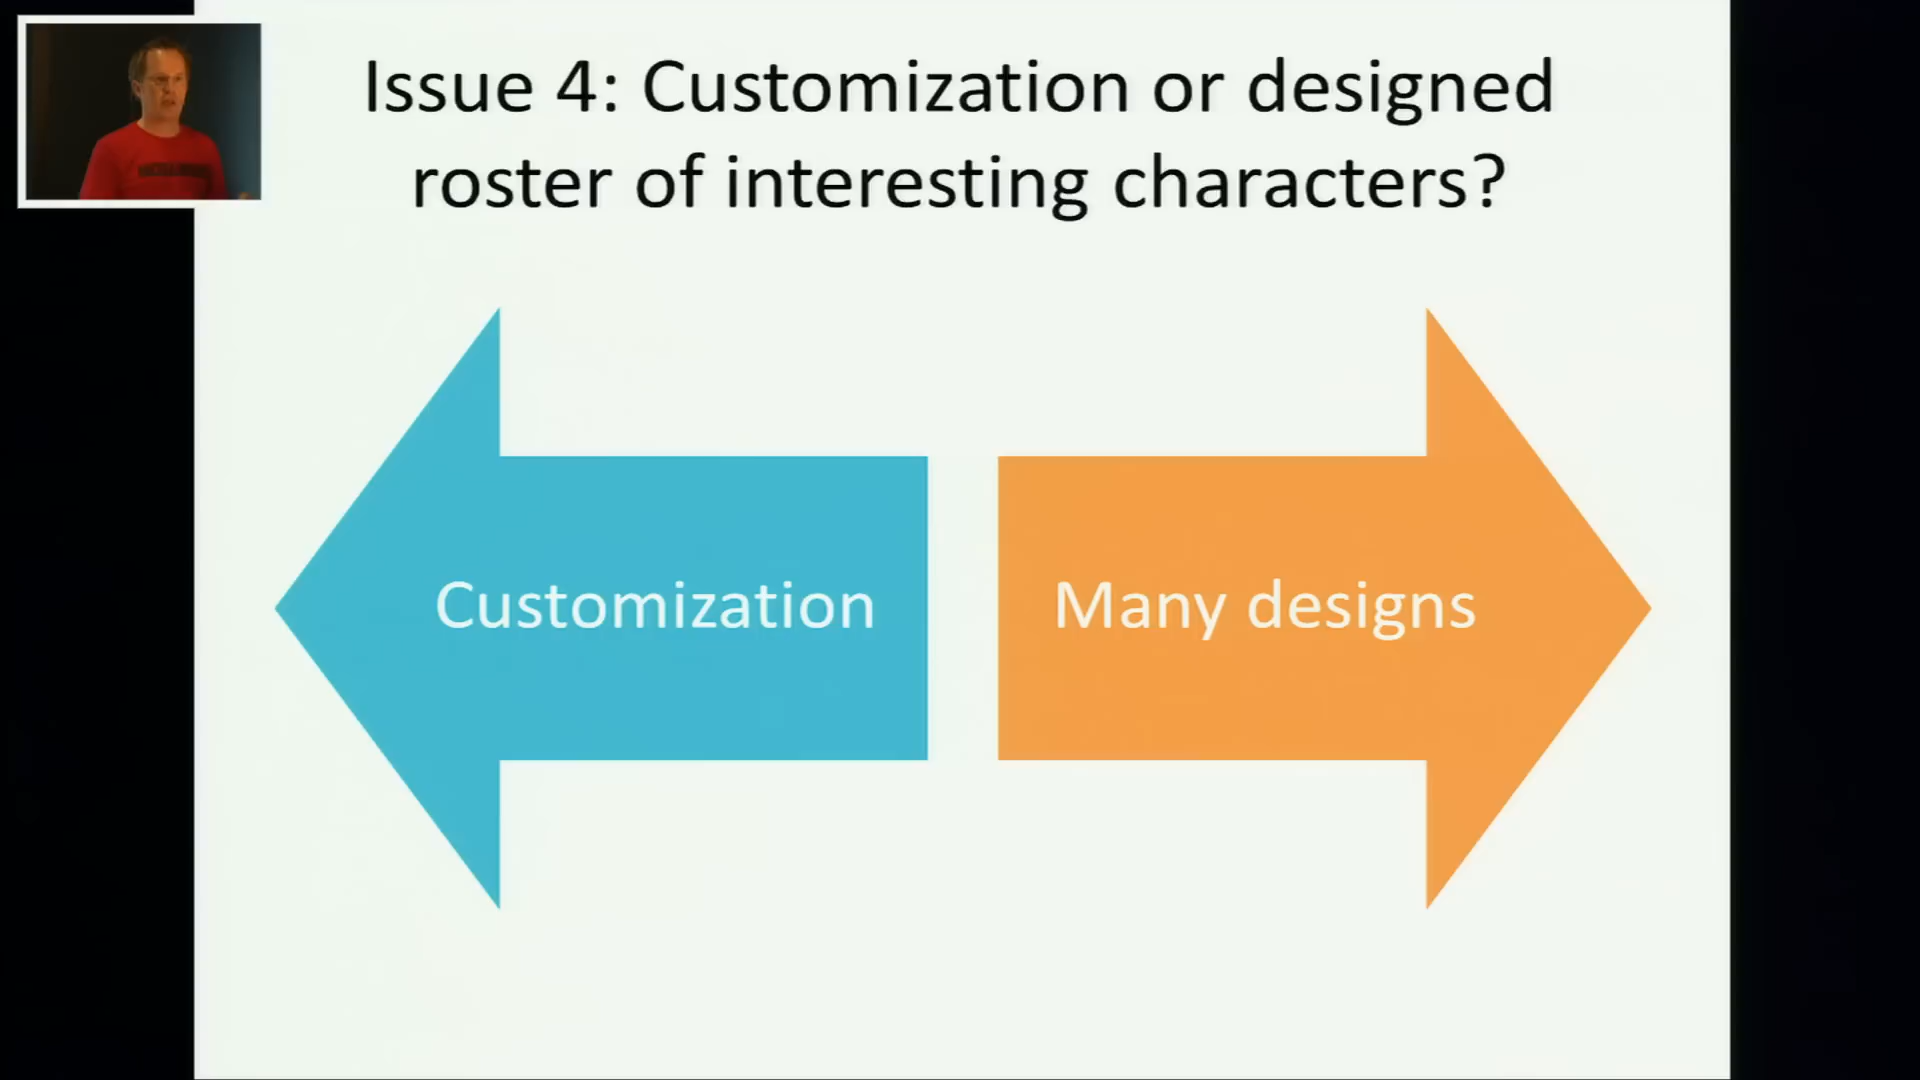 Issue 4: Customization or designed
roster of interesting characters?
Customization
Many designs